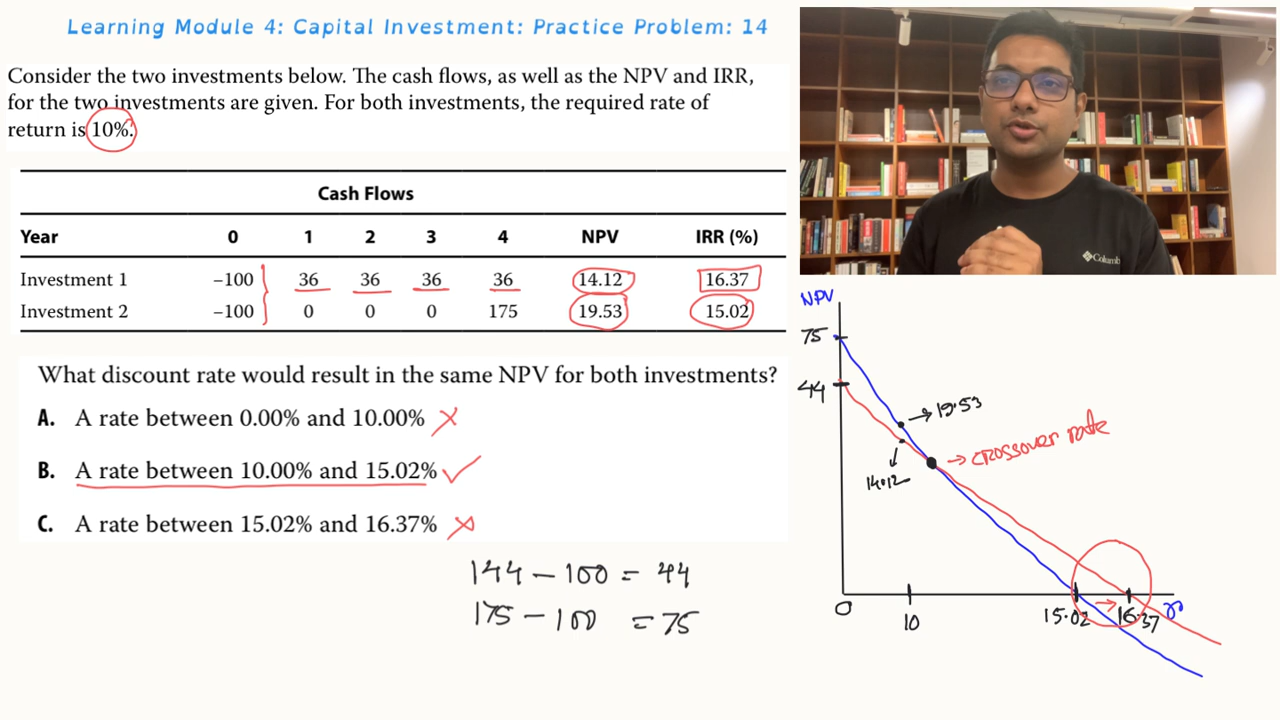 Learning Module 4: Capital Investment: Practice Problem: 14
Consider the two investments below. The cash flows, as well as the NPV and IRR,
for the two investments are given. For both investments, the required rate of
return is 10%.
Cash Flows
Year 0 1 2 3 4 NPV IRR (%)
Investment 1 –100 36 36 36 36 14.12 16.37
Investment 2 –100 0 0 0 175 19.53 15.02
What discount rate would result in the same NPV for both investments?
A. A rate between 0.00% and 10.00%
B. A rate between 10.00% and 15.02%
C. A rate between 15.02% and 16.37%
144 – 100 = 44
175 – 100 = 75
Columb
NPV
75
44
19.53
crossover rate
14.12
0
10
15.02
16.37
r